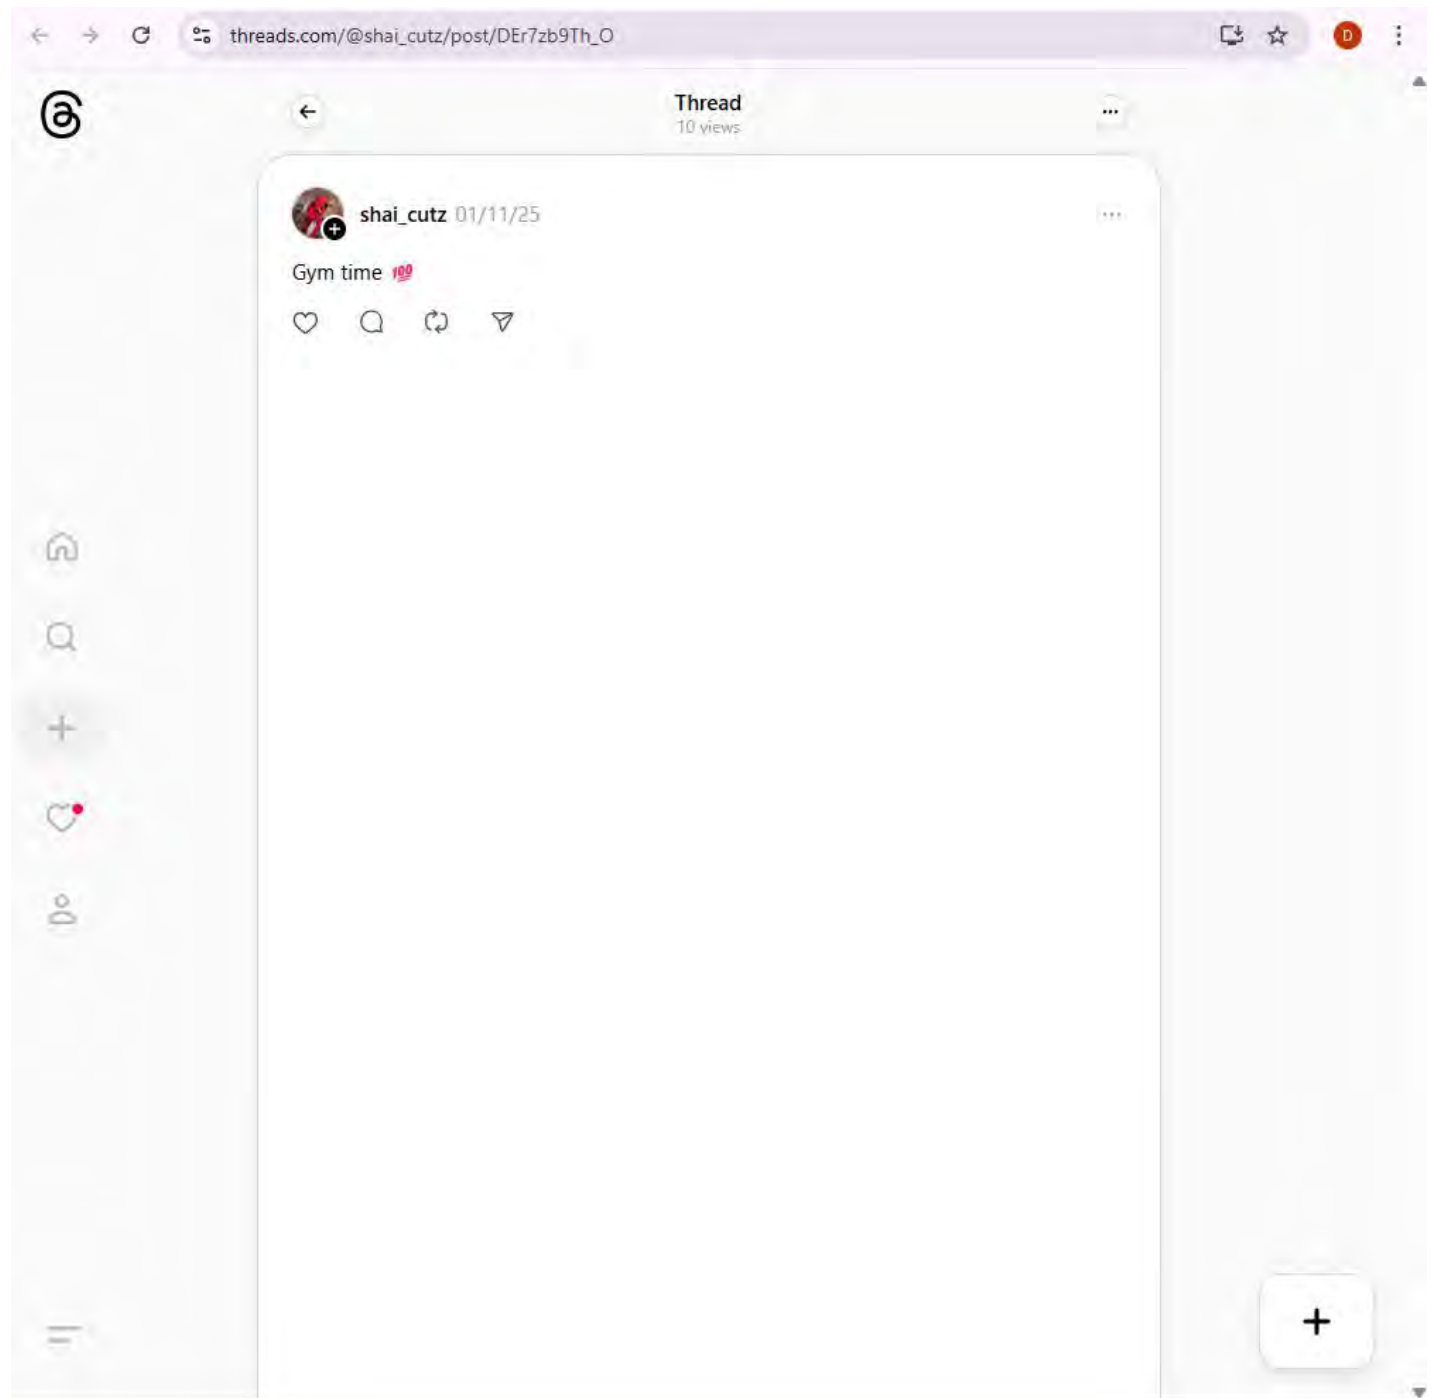 threads.com/@shai_cutz/post/DEr7zb9Th_O
D
Thread
10 views
shai_cutz 01/11/25
Gym time 💯